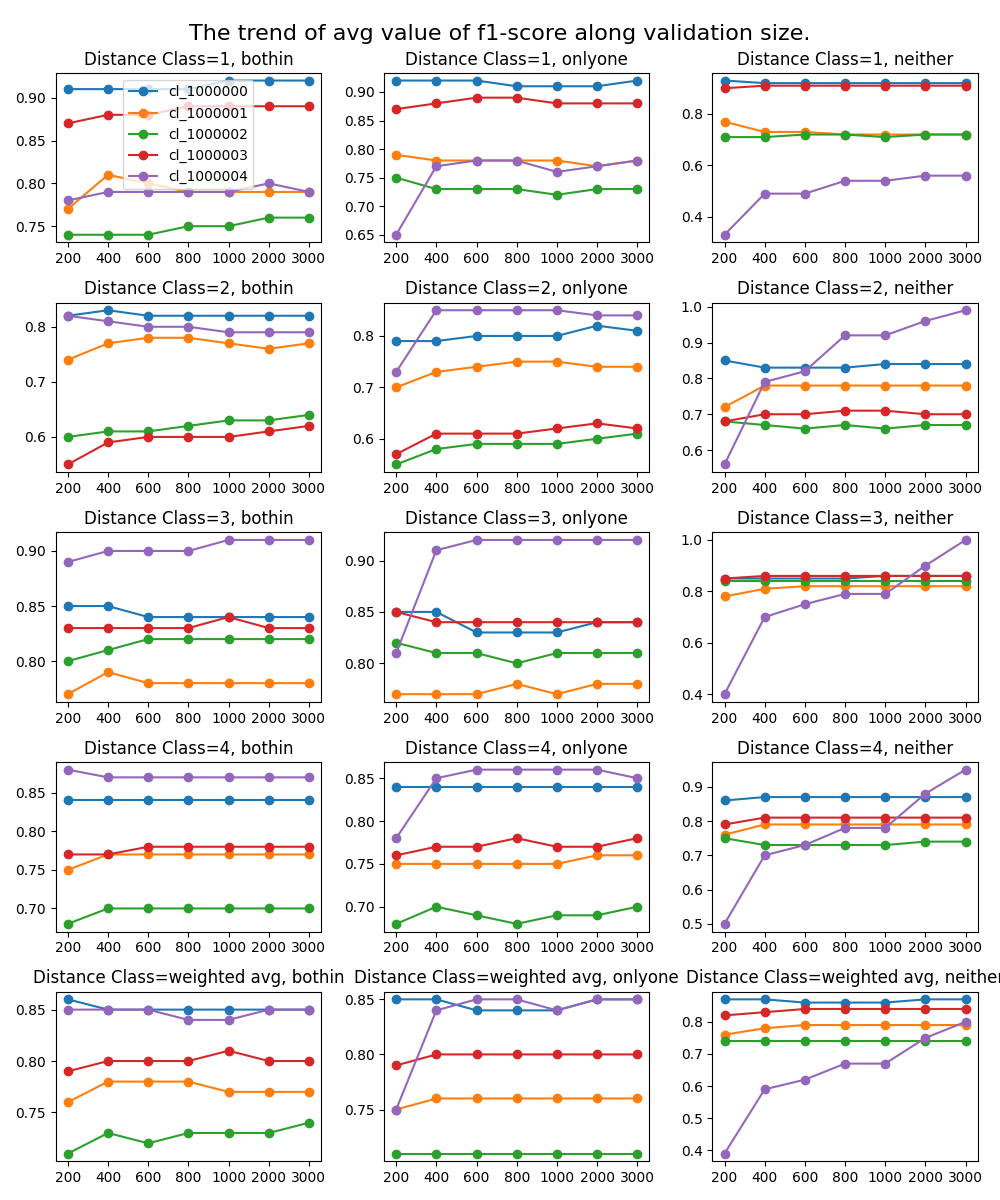 The trend of avg value of f1-score along validation size.
Distance Class=1, bothin
Distance Class=1, onlyone
Distance Class=1, neither
0.90
0.85
0.80
0.75
cl_1000000
cl_1000001
cl_1000002
cl_1000003
cl_1000004
200 400 600 800 1000 2000 3000
0.90
0.85
0.80
0.75
0.70
0.65
200 400 600 800 1000 2000 3000
0.8
0.6
0.4
200 400 600 800 1000 2000 3000
Distance Class=2, bothin
Distance Class=2, onlyone
Distance Class=2, neither
0.8
0.7
0.6
200 400 600 800 1000 2000 3000
0.8
0.7
0.6
200 400 600 800 1000 2000 3000
1.0
0.9
0.8
0.7
0.6
200 400 600 800 1000 2000 3000
Distance Class=3, bothin
Distance Class=3, onlyone
Distance Class=3, neither
0.90
0.85
0.80
200 400 600 800 1000 2000 3000
0.90
0.85
0.80
200 400 600 800 1000 2000 3000
1.0
0.8
0.6
0.4
200 400 600 800 1000 2000 3000
Distance Class=4, bothin
Distance Class=4, onlyone
Distance Class=4, neither
0.85
0.80
0.75
0.70
200 400 600 800 1000 2000 3000
0.85
0.80
0.75
0.70
200 400 600 800 1000 2000 3000
0.9
0.8
0.7
0.6
0.5
200 400 600 800 1000 2000 3000
Distance Class=weighted avg, bothin
Distance Class=weighted avg, onlyone
Distance Class=weighted avg, neither
0.85
0.80
0.75
200 400 600 800 1000 2000 3000
0.85
0.80
0.75
200 400 600 800 1000 2000 3000
0.8
0.7
0.6
0.5
0.4
200 400 600 800 1000 2000 3000